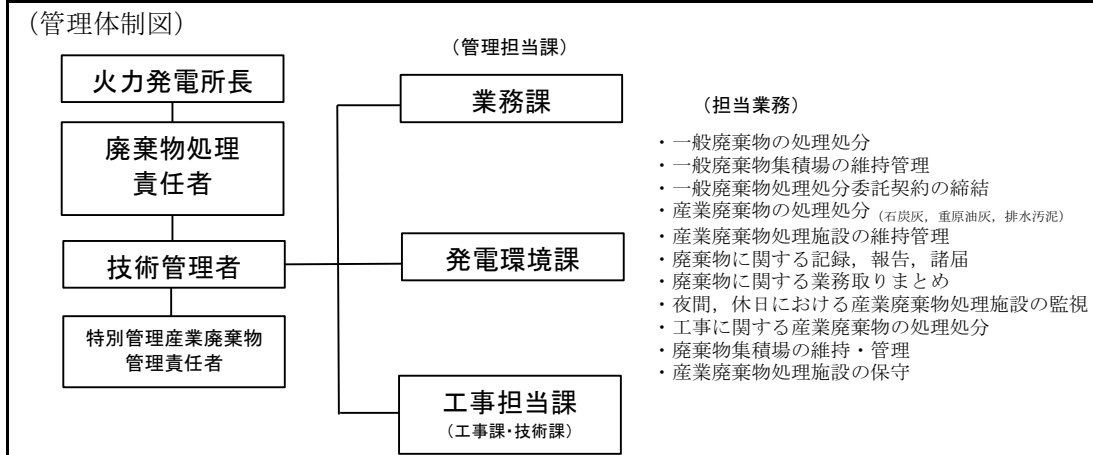 （管理体制図）
火力発電所長
廃棄物処理
責任者
技術管理者
特別管理産業廃棄物
管理責任者
（管理担当課）
業務課
発電環境課
工事担当課
（工事課・技術課）
（担当業務）
・一般廃棄物の処理処分
・一般廃棄物集積場の維持管理
・一般廃棄物処理処分委託契約の締結
・産業廃棄物の処理処分（石炭灰，重原油灰，排水汚泥）
・産業廃棄物処理施設の維持管理
・廃棄物に関する記録，報告，諸届
・廃棄物に関する業務取りまとめ
・夜間，休日における産業廃棄物処理施設の監視
・工事に関する産業廃棄物の処理処分
・廃棄物集積場の維持・管理
・産業廃棄物処理施設の保守